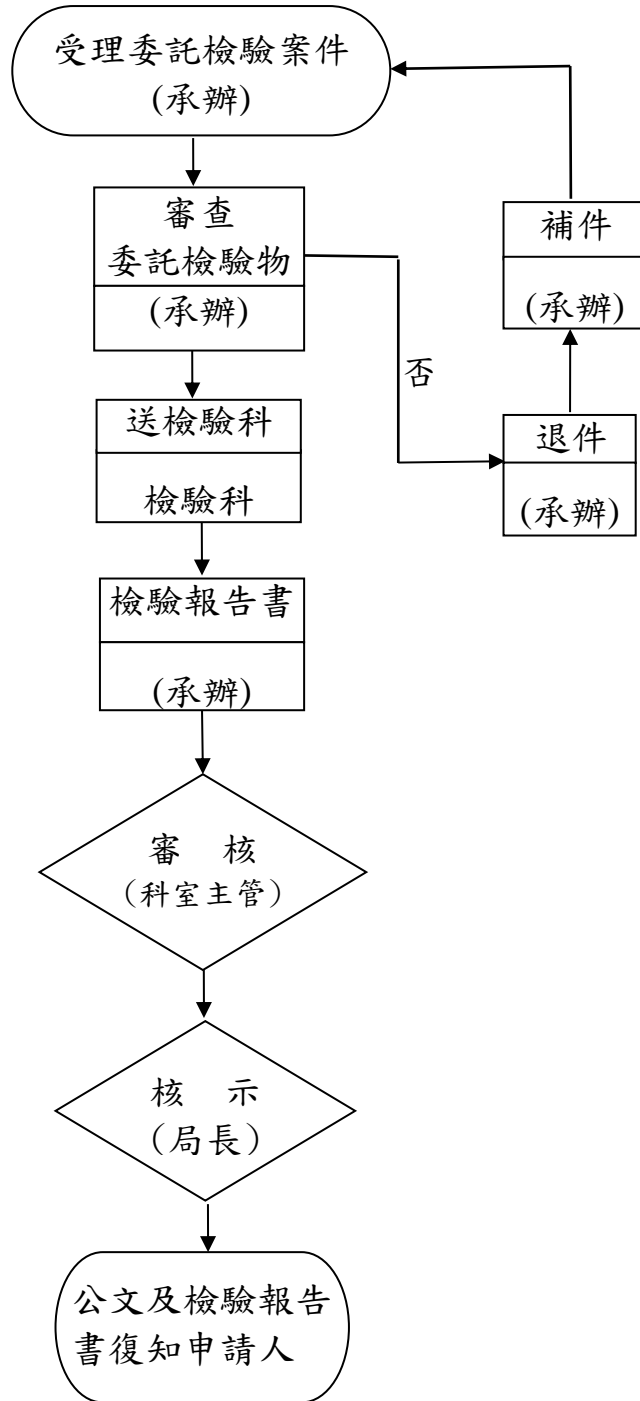 受理委託檢驗案件
(承辦)
審查
委託檢驗物
(承辦)
否
退件
(承辦)
補件
(承辦)
送檢驗科
檢驗科
檢驗報告書
(承辦)
審 核
(科室主管)
核 示
(局長)
公文及檢驗報告
書復知申請人